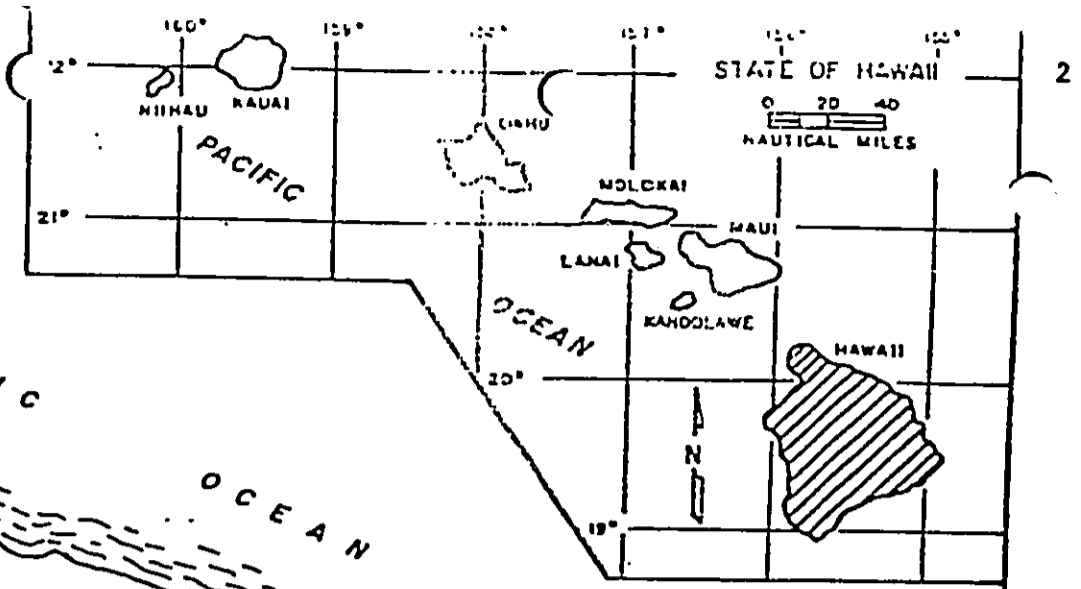 160° 159°
STATE OF HAWAII 2
0 20 40
NAUTICAL MILES
NIIHAU KAUAI
PACIFIC
MOLOKAI
21°
MAUI
LANAI
OCEAN
KAHOOLAWE
HAWAII
20°
C
N
OCEAN
19°